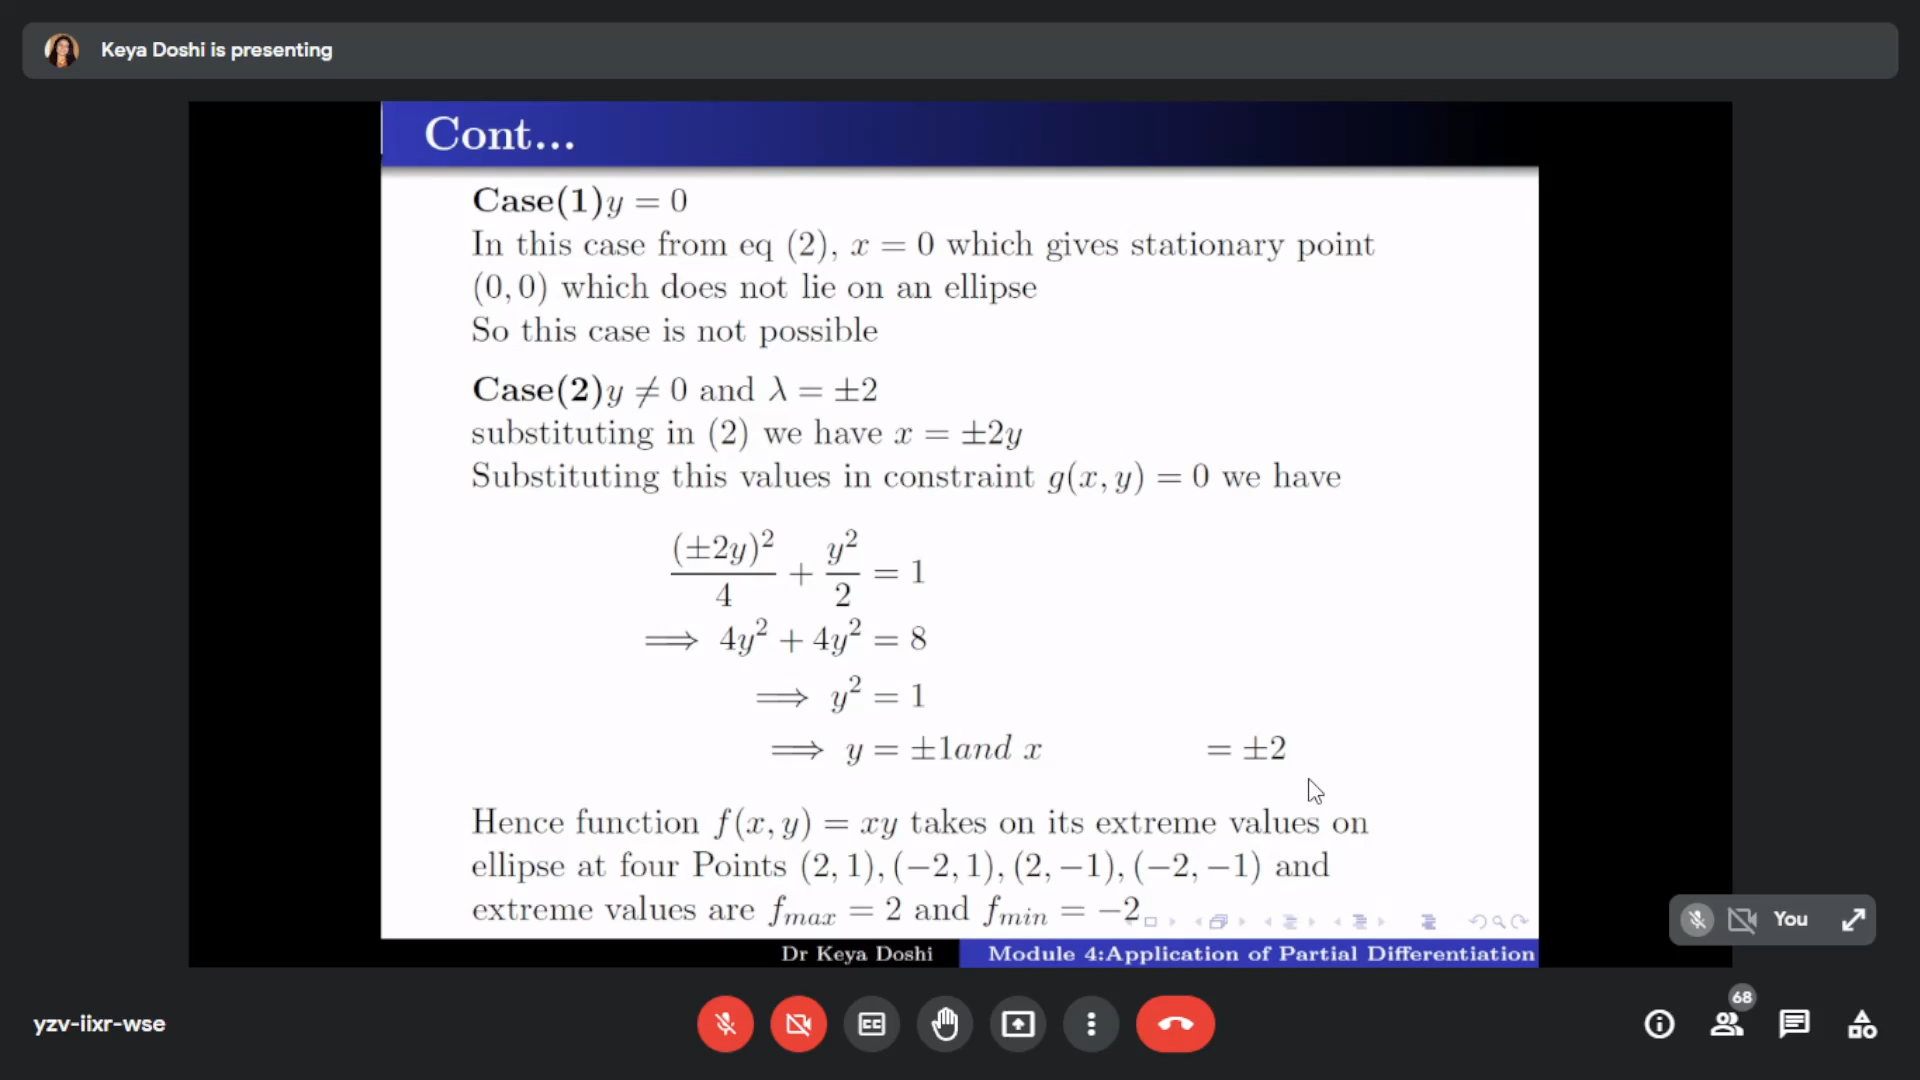 Keya Doshi is presenting
Cont...
Case(1)y = 0
In this case from eq (2), x = 0 which gives stationary point
(0, 0) which does not lie on an ellipse
So this case is not possible
Case(2)y ≠ 0 and λ = ±2
substituting in (2) we have x = ±2y
Substituting this values in constraint g(x, y) = 0 we have
(±2y)²/4 + y²/2 = 1
⟹ 4y² + 4y² = 8
⟹ y² = 1
⟹ y = ±1and x = ±2
Hence function f(x, y) = xy takes on its extreme values on
ellipse at four Points (2, 1), (−2, 1), (2, −1), (−2, −1) and
extreme values are fmax = 2 and fmin = −2
Dr Keya Doshi Module 4:Application of Partial Differentiation
You
68
yzv-iixr-wse
CC